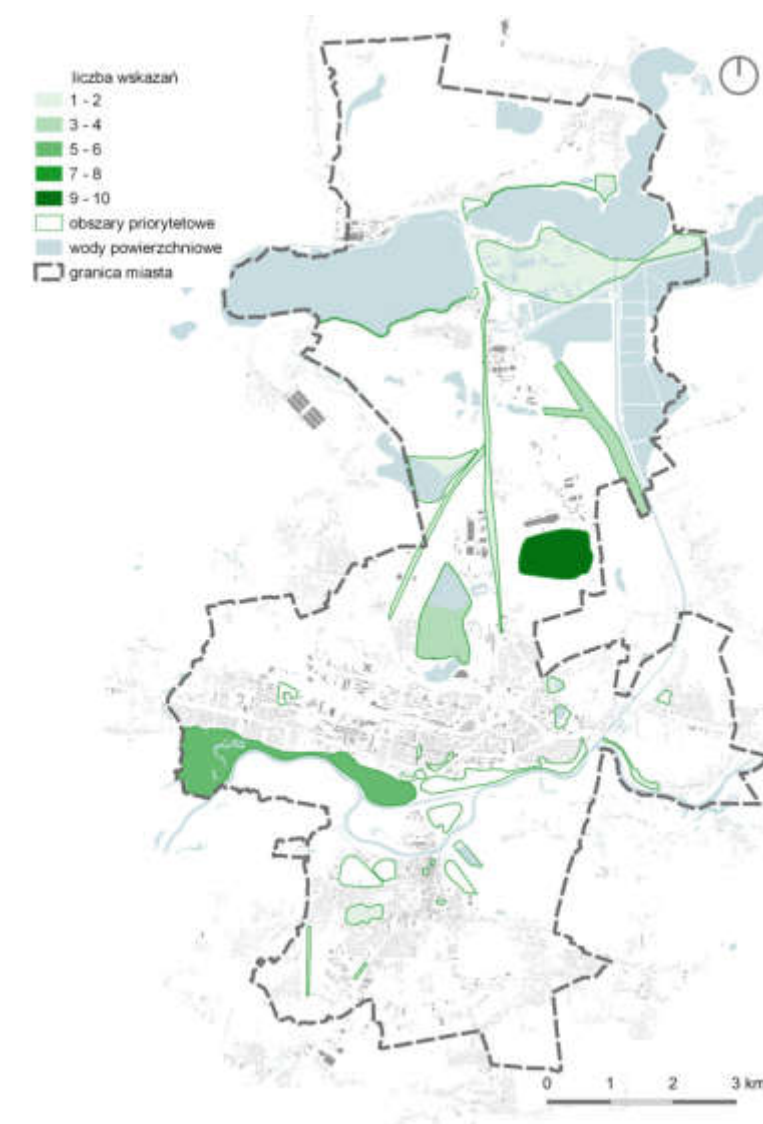 liczba wskazań
1 - 2
3 - 4
5 - 6
7 - 8
9 - 10
obszary priorytetowe
wody powierzchniowe
granica miasta
0 1 2 3 km